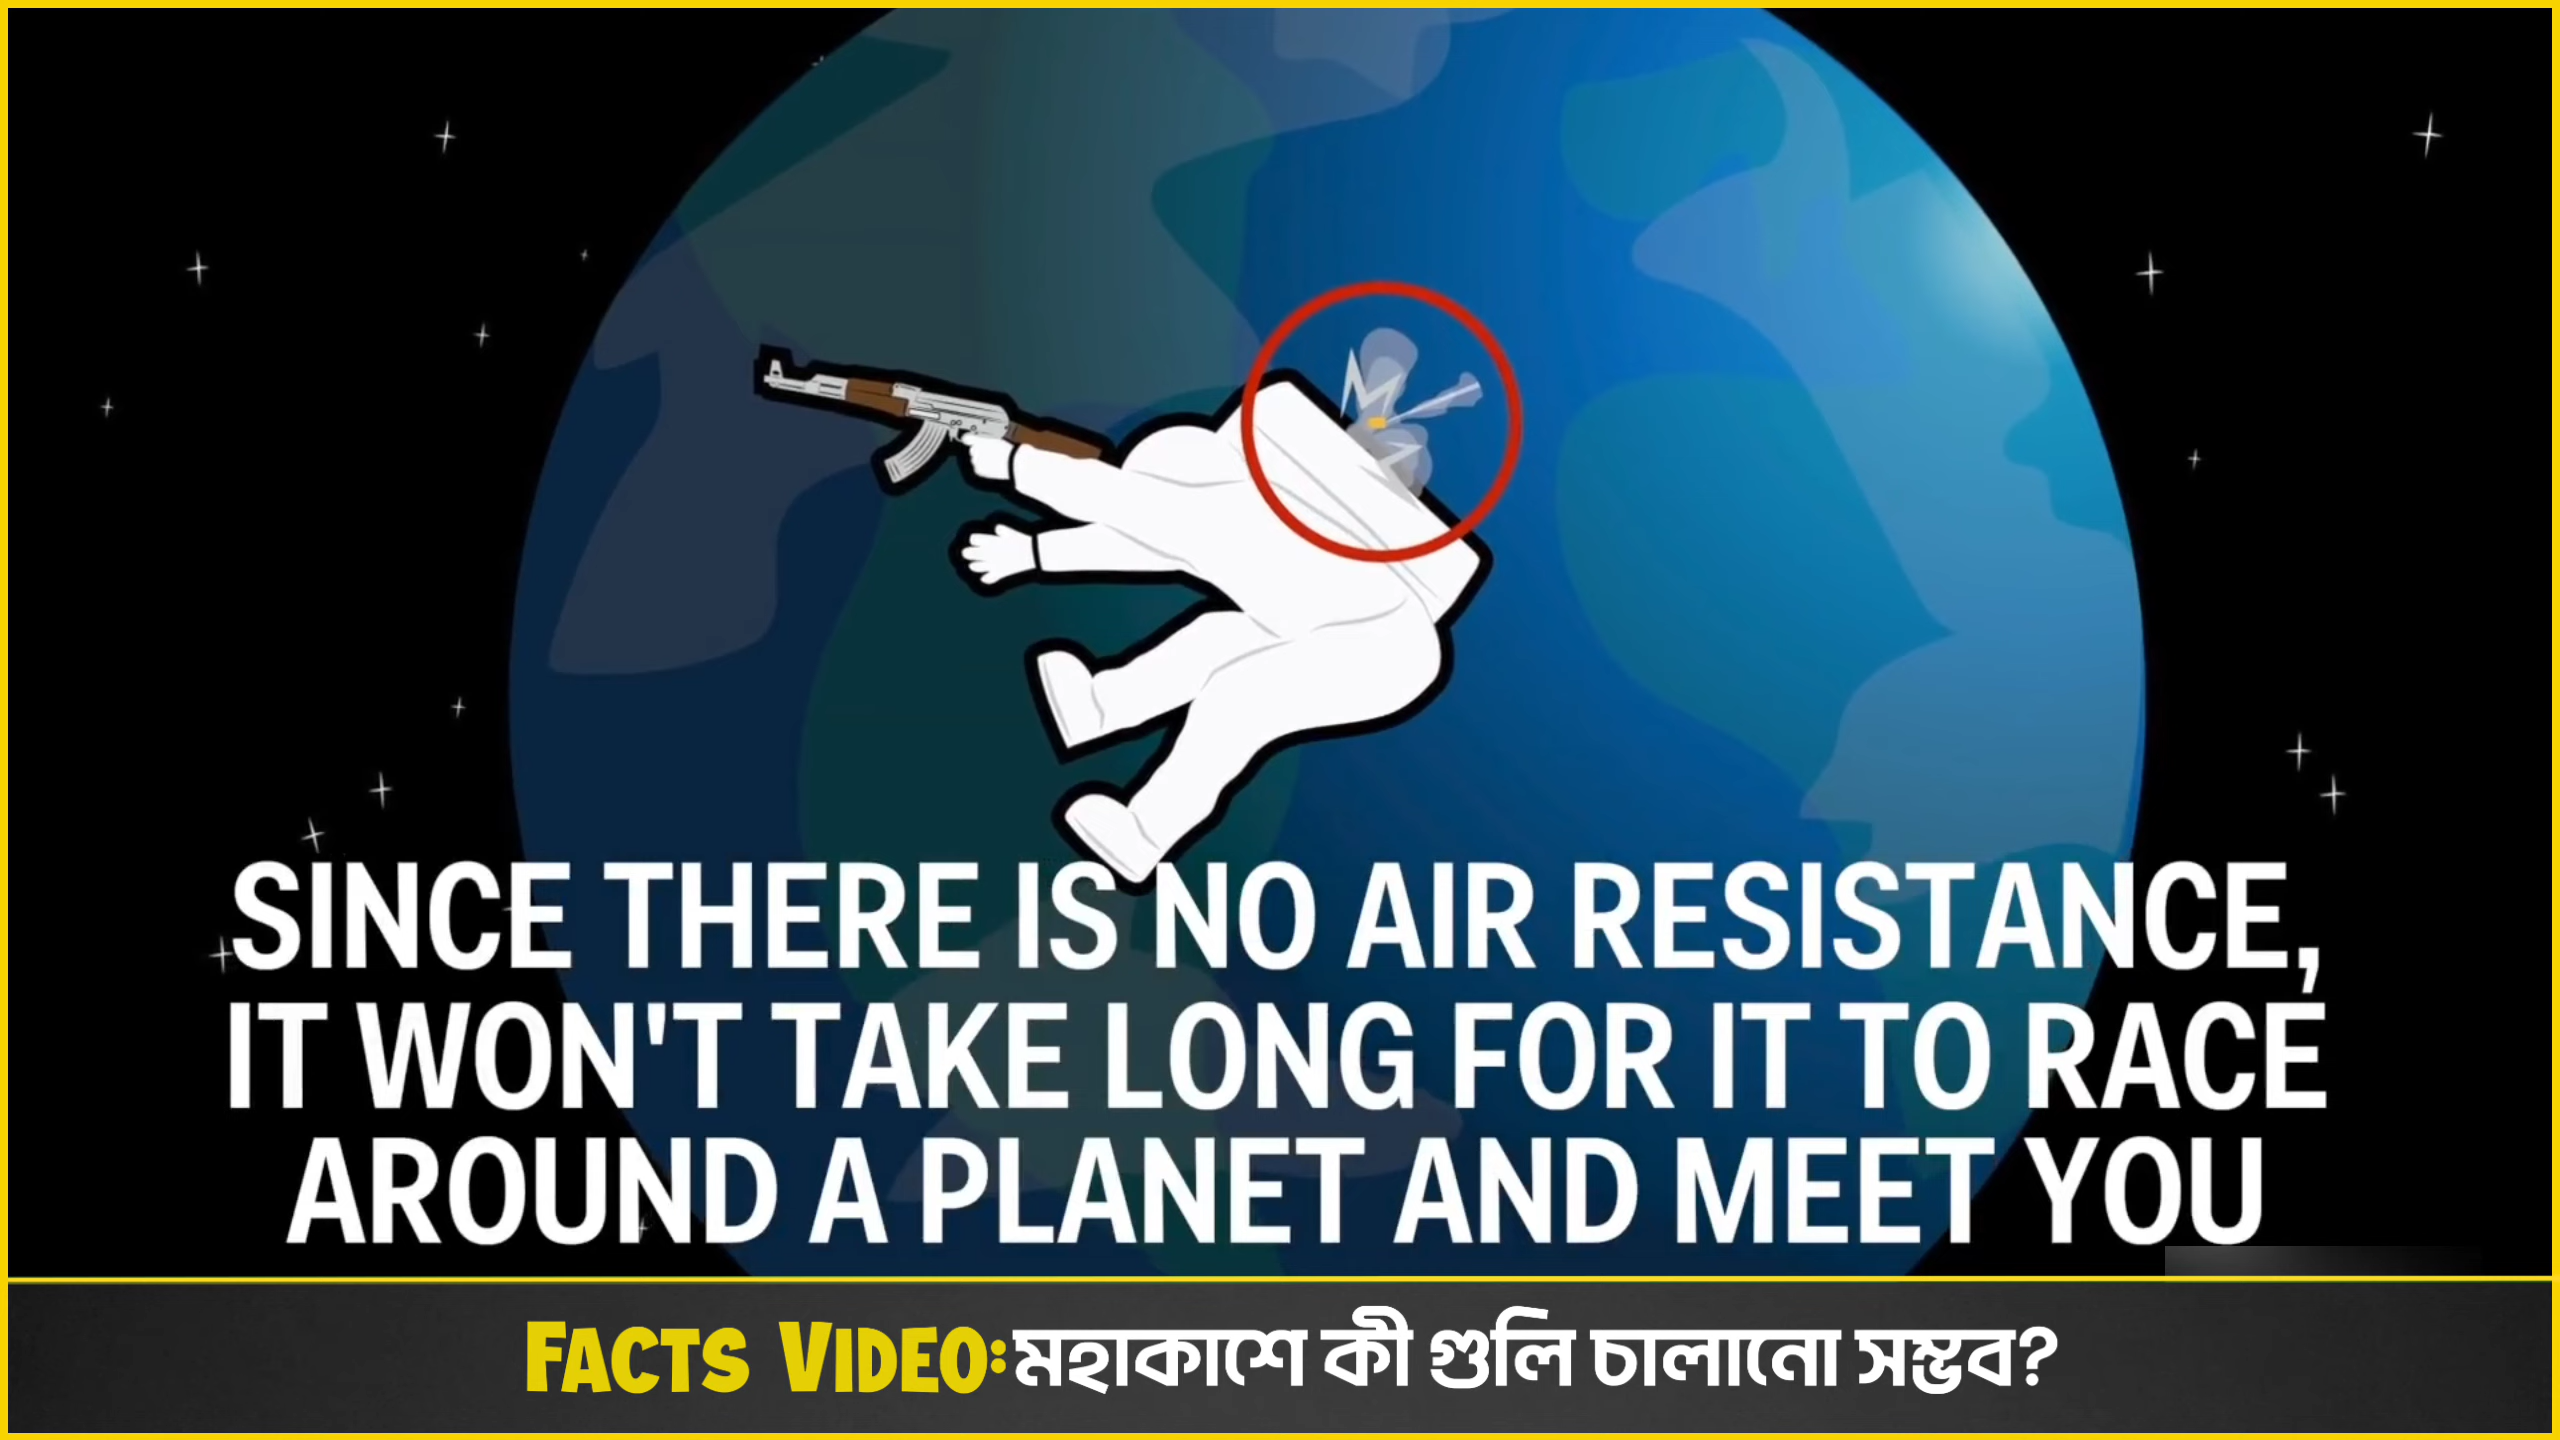 SINCE THERE IS NO AIR RESISTANCE,
IT WON'T TAKE LONG FOR IT TO RACE
AROUND A PLANET AND MEET YOU
FACTS VIDEO: মহাকাশে কী গুলি চালানো সম্ভব?